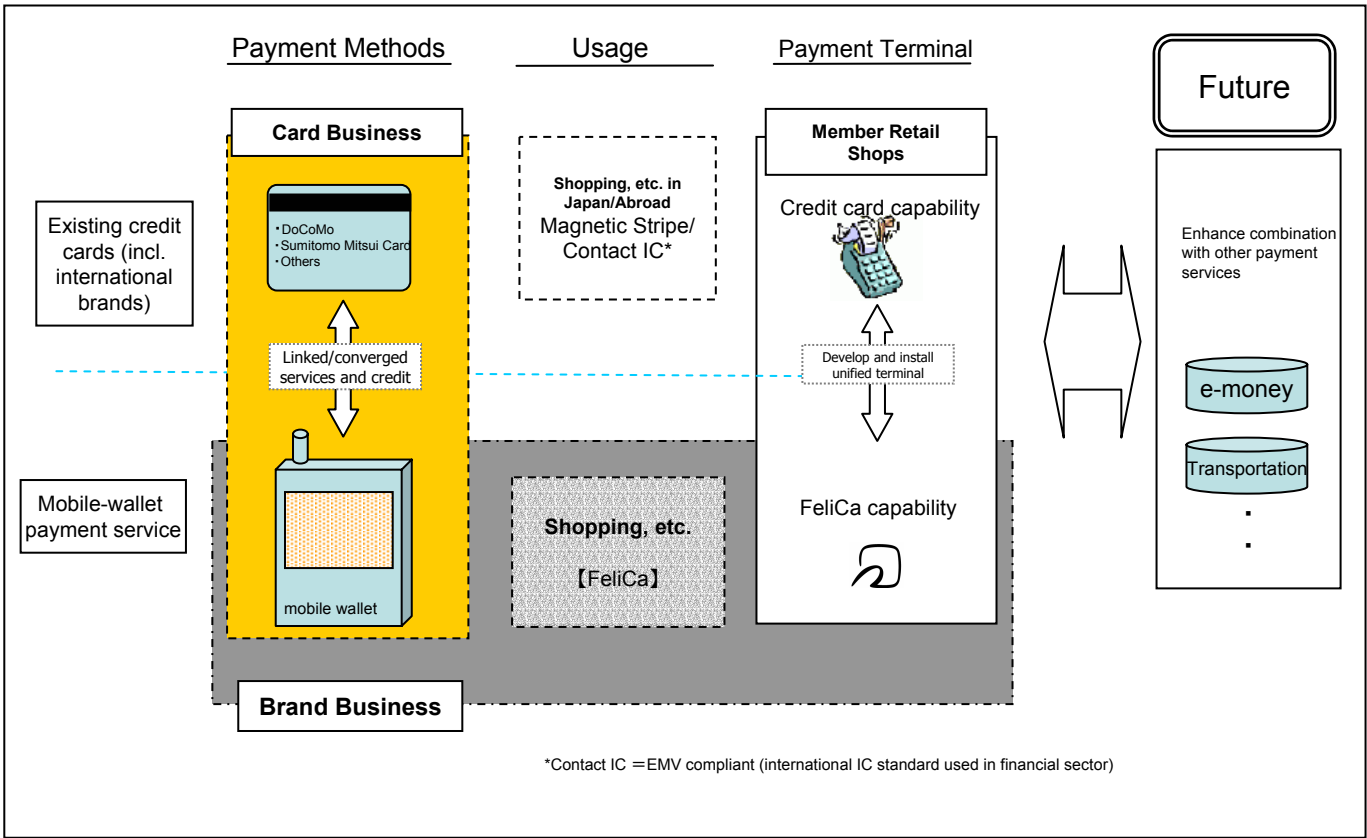 Payment Methods
Usage
Payment Terminal
Future
Card Business
Member Retail
Shops
Existing credit
cards (incl.
international
brands)
・DoCoMo
・Sumitomo Mitsui Card
・Others
Shopping, etc. in
Japan/Abroad
Magnetic Stripe/
Contact IC*
Credit card capability
Enhance combination
with other payment
services
Linked/converged
services and credit
Develop and install
unified terminal
e-money
Transportation
・
・
Mobile-wallet
payment service
mobile wallet
Shopping, etc.
【FeliCa】
FeliCa capability
Brand Business
*Contact IC ＝EMV compliant (international IC standard used in financial sector)